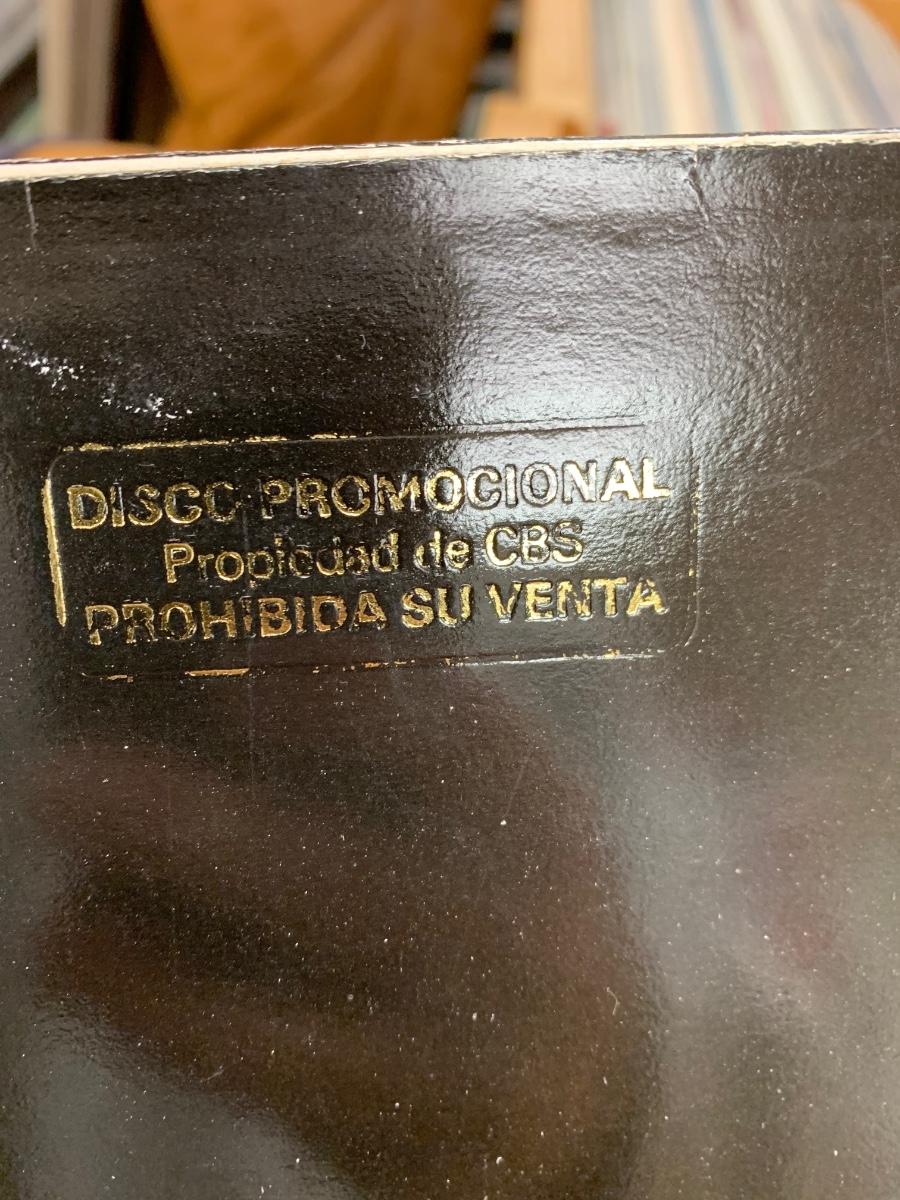 DISCO PROMOCIONAL
Propiedad de CBS
PROHIBIDA SU VENTA